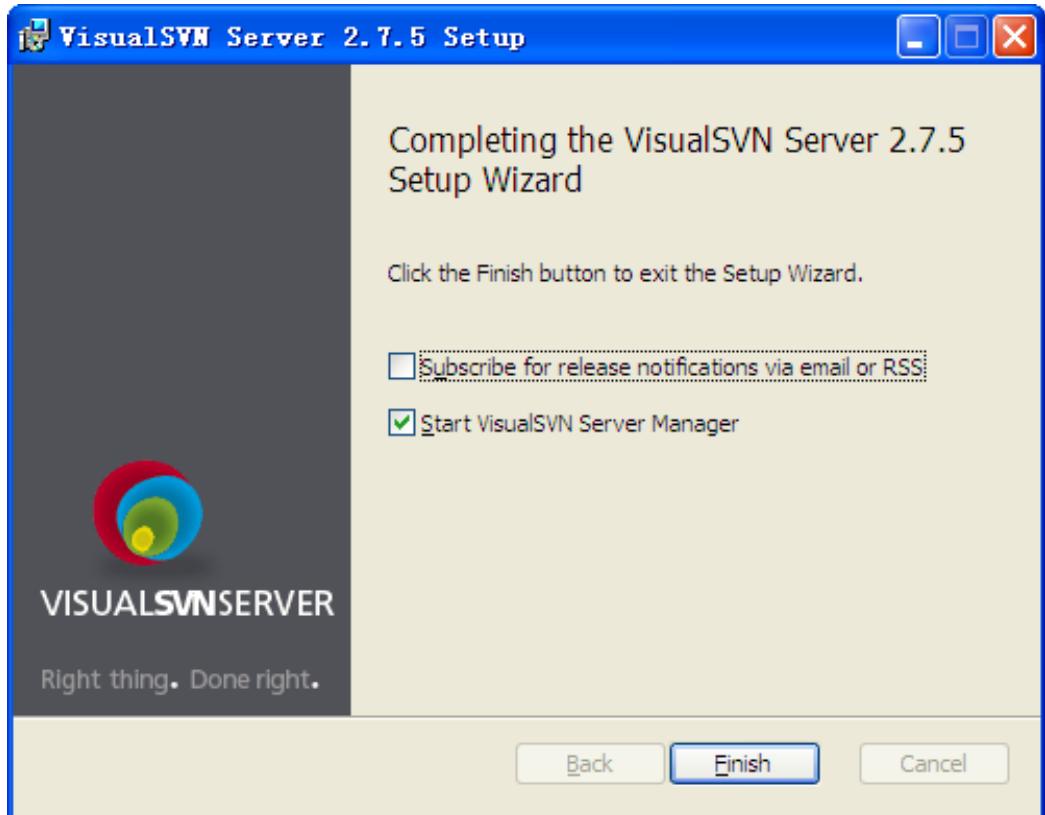 VisualSVN Server 2.7.5 Setup
Completing the VisualSVN Server 2.7.5
Setup Wizard
Click the Finish button to exit the Setup Wizard.
Subscribe for release notifications via email or RSS
Start VisualSVN Server Manager
VISUALSVNSERVER
Right thing. Done right.
Back
Finish
Cancel